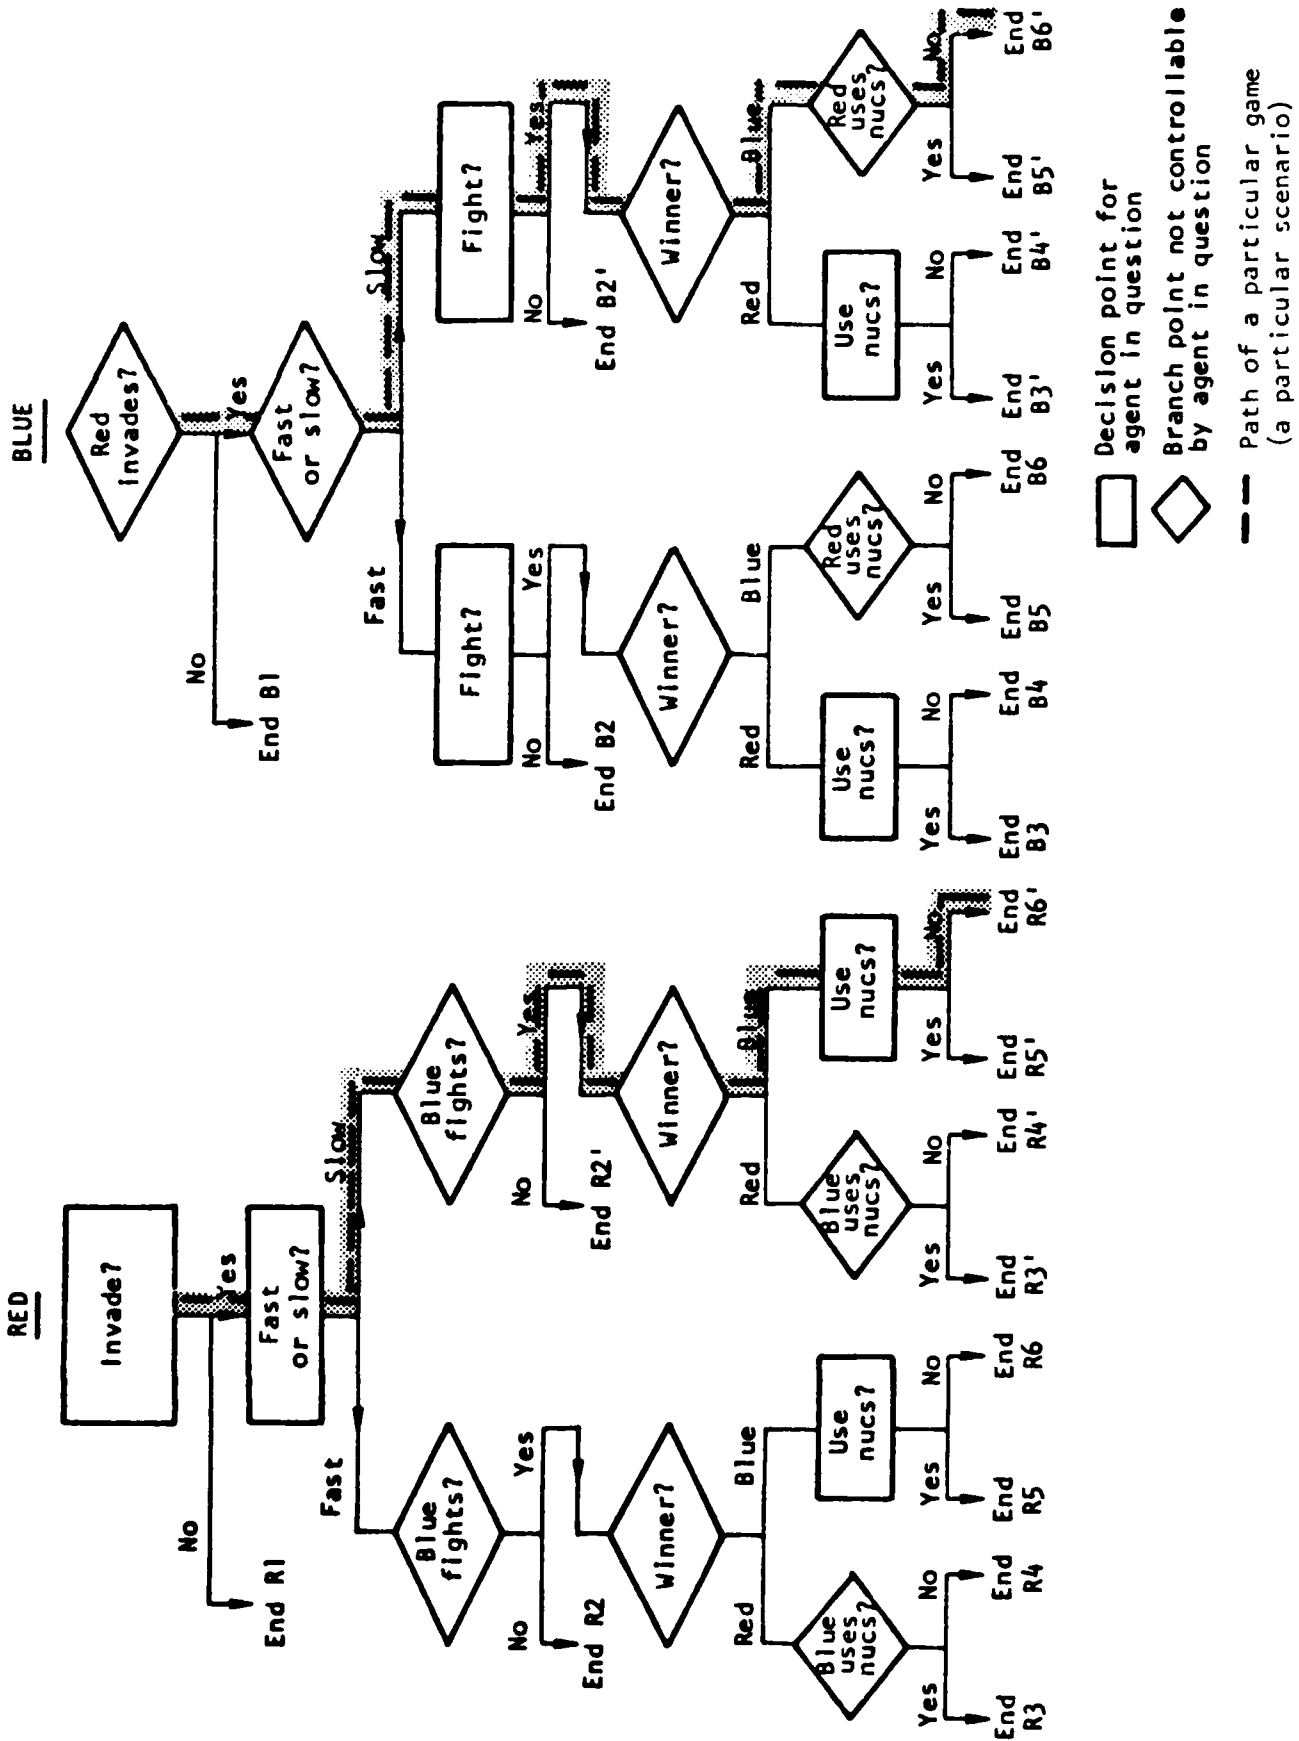 RED
Invade?
No
Yes
End R1
Fast
or slow?
Fast
Slow
Blue
fights?
Blue
fights?
No
Yes
No
Yes
End R2
End R2'
Winner?
Winner?
Red
Blue
Red
Blue
Blue
uses
nucs?
Use
nucs?
Blue
uses
nucs?
Use
nucs?
Yes
No
Yes
No
Yes
No
Yes
No
End
R3
End
R4
End
R5
End
R6
End
R3'
End
R4'
End
R5'
End
R6'
BLUE
Red
invades?
No
Yes
End B1
Fast
or slow?
Fast
Slow
Fight?
Fight?
No
Yes
No
Yes
End B2
End B2'
Winner?
Winner?
Red
Blue
Red
Blue
Use
nucs?
Red
uses
nucs?
Use
nucs?
Red
uses
nucs?
Yes
No
Yes
No
Yes
No
Yes
No
End
B3
End
B4
End
B5
End
B6
End
B3'
End
B4'
End
B5'
End
B6'
Decision point for
agent in question
Branch point not controllable
by agent in question
Path of a particular game
(a particular scenario)